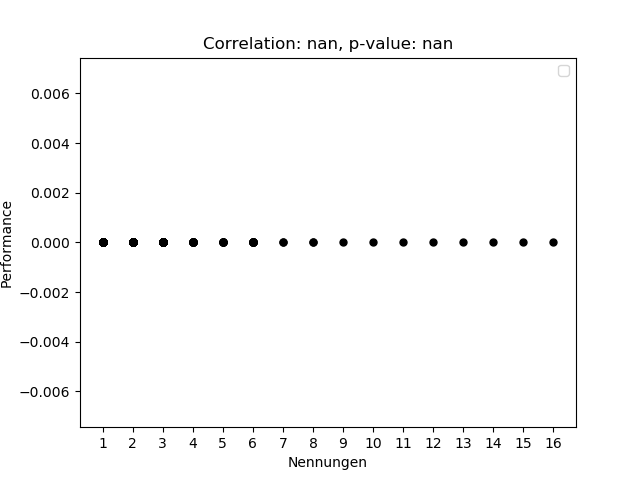 Correlation: nan, p-value: nan
0.006
0.004
0.002
0.000
−0.002
−0.004
−0.006
Performance
1 2 3 4 5 6 7 8 9 10 11 12 13 14 15 16
Nennungen